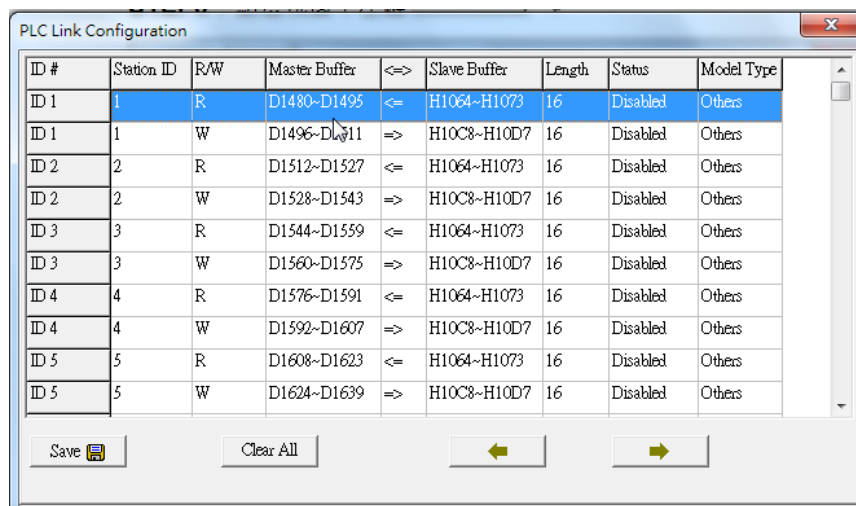 PLC Link Configuration
x
ID # Station ID R/W Master Buffer <=> Slave Buffer Length Status Model Type
ID 1 1 R D1480~D1495 <= H1064~H1073 16 Disabled Others
ID 1 1 W D1496~D 11 => H10C8~H10D7 16 Disabled Others
ID 2 2 R D1512~D1527 <= H1064~H1073 16 Disabled Others
ID 2 2 W D1528~D1543 => H10C8~H10D7 16 Disabled Others
ID 3 3 R D1544~D1559 <= H1064~H1073 16 Disabled Others
ID 3 3 W D1560~D1575 => H10C8~H10D7 16 Disabled Others
ID 4 4 R D1576~D1591 <= H1064~H1073 16 Disabled Others
ID 4 4 W D1592~D1607 => H10C8~H10D7 16 Disabled Others
ID 5 5 R D1608~D1623 <= H1064~H1073 16 Disabled Others
ID 5 5 W D1624~D1639 => H10C8~H10D7 16 Disabled Others
Save Clear All